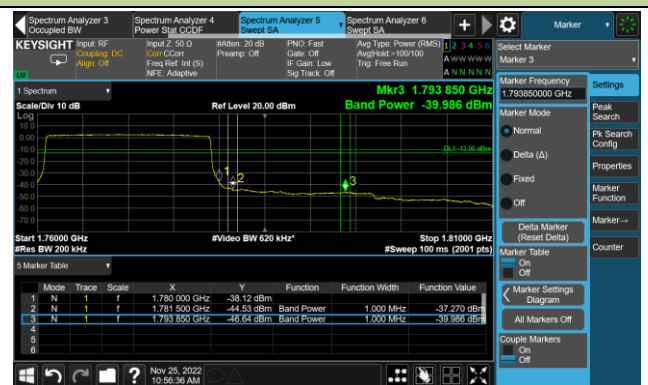 Spectrum Analyzer 3
Occupied BW
Spectrum Analyzer 4
Power Stat CCDF
Spectrum Analyzer 5
Swept SA
Spectrum Analyzer 6
Swept SA
Marker
KEYSIGHT
Input: RF
Coupling: DC
Align: Off
Input Z: 50 Ω
Corr CCorr
Freq Ref: Int (S)
NFE: Adaptive
#Atten: 20 dB
Preamp: Off
PNO: Fast
Gate: Off
IF Gain: Low
Sig Track: Off
Avg Type: Power (RMS)
Avg|Hold:>100/100
Trig: Free Run
1 2 3 4 5 6
A W W W W W
A N N N N N
Select Marker
Marker 3
1 Spectrum
Mkr3 1.793 850 GHz
Scale/Div 10 dB
Ref Level 20.00 dBm
Band Power -39.986 dBm
Log
10.0
0.00
-10.0
-20.0
-30.0
-40.0
-50.0
-60.0
-70.0
DL1 -13.00 dBm
1
2
3
Start 1.76000 GHz
#Video BW 620 kHz*
Stop 1.81000 GHz
#Res BW 200 kHz
#Sweep 100 ms (2001 pts)
5 Marker Table
Mode Trace Scale X Y Function Function Width Function Value
1 N 1 f 1.780 000 GHz -38.12 dBm
2 N 1 f 1.781 500 GHz -44.53 dBm Band Power 1.000 MHz -37.270 dBm
3 N 1 f 1.793 850 GHz -46.64 dBm Band Power 1.000 MHz -39.986 dBm
4
5
6
Marker Frequency
1.793850000 GHz
Marker Mode
Normal
Delta (Δ)
Fixed
Off
Delta Marker
(Reset Delta)
Marker Table
On
Off
Marker Settings
Diagram
All Markers Off
Couple Markers
On
Off
Settings
Peak
Search
Pk Search
Config
Properties
Marker
Function
Marker→
Counter
Nov 25, 2022
10:56:36 AM